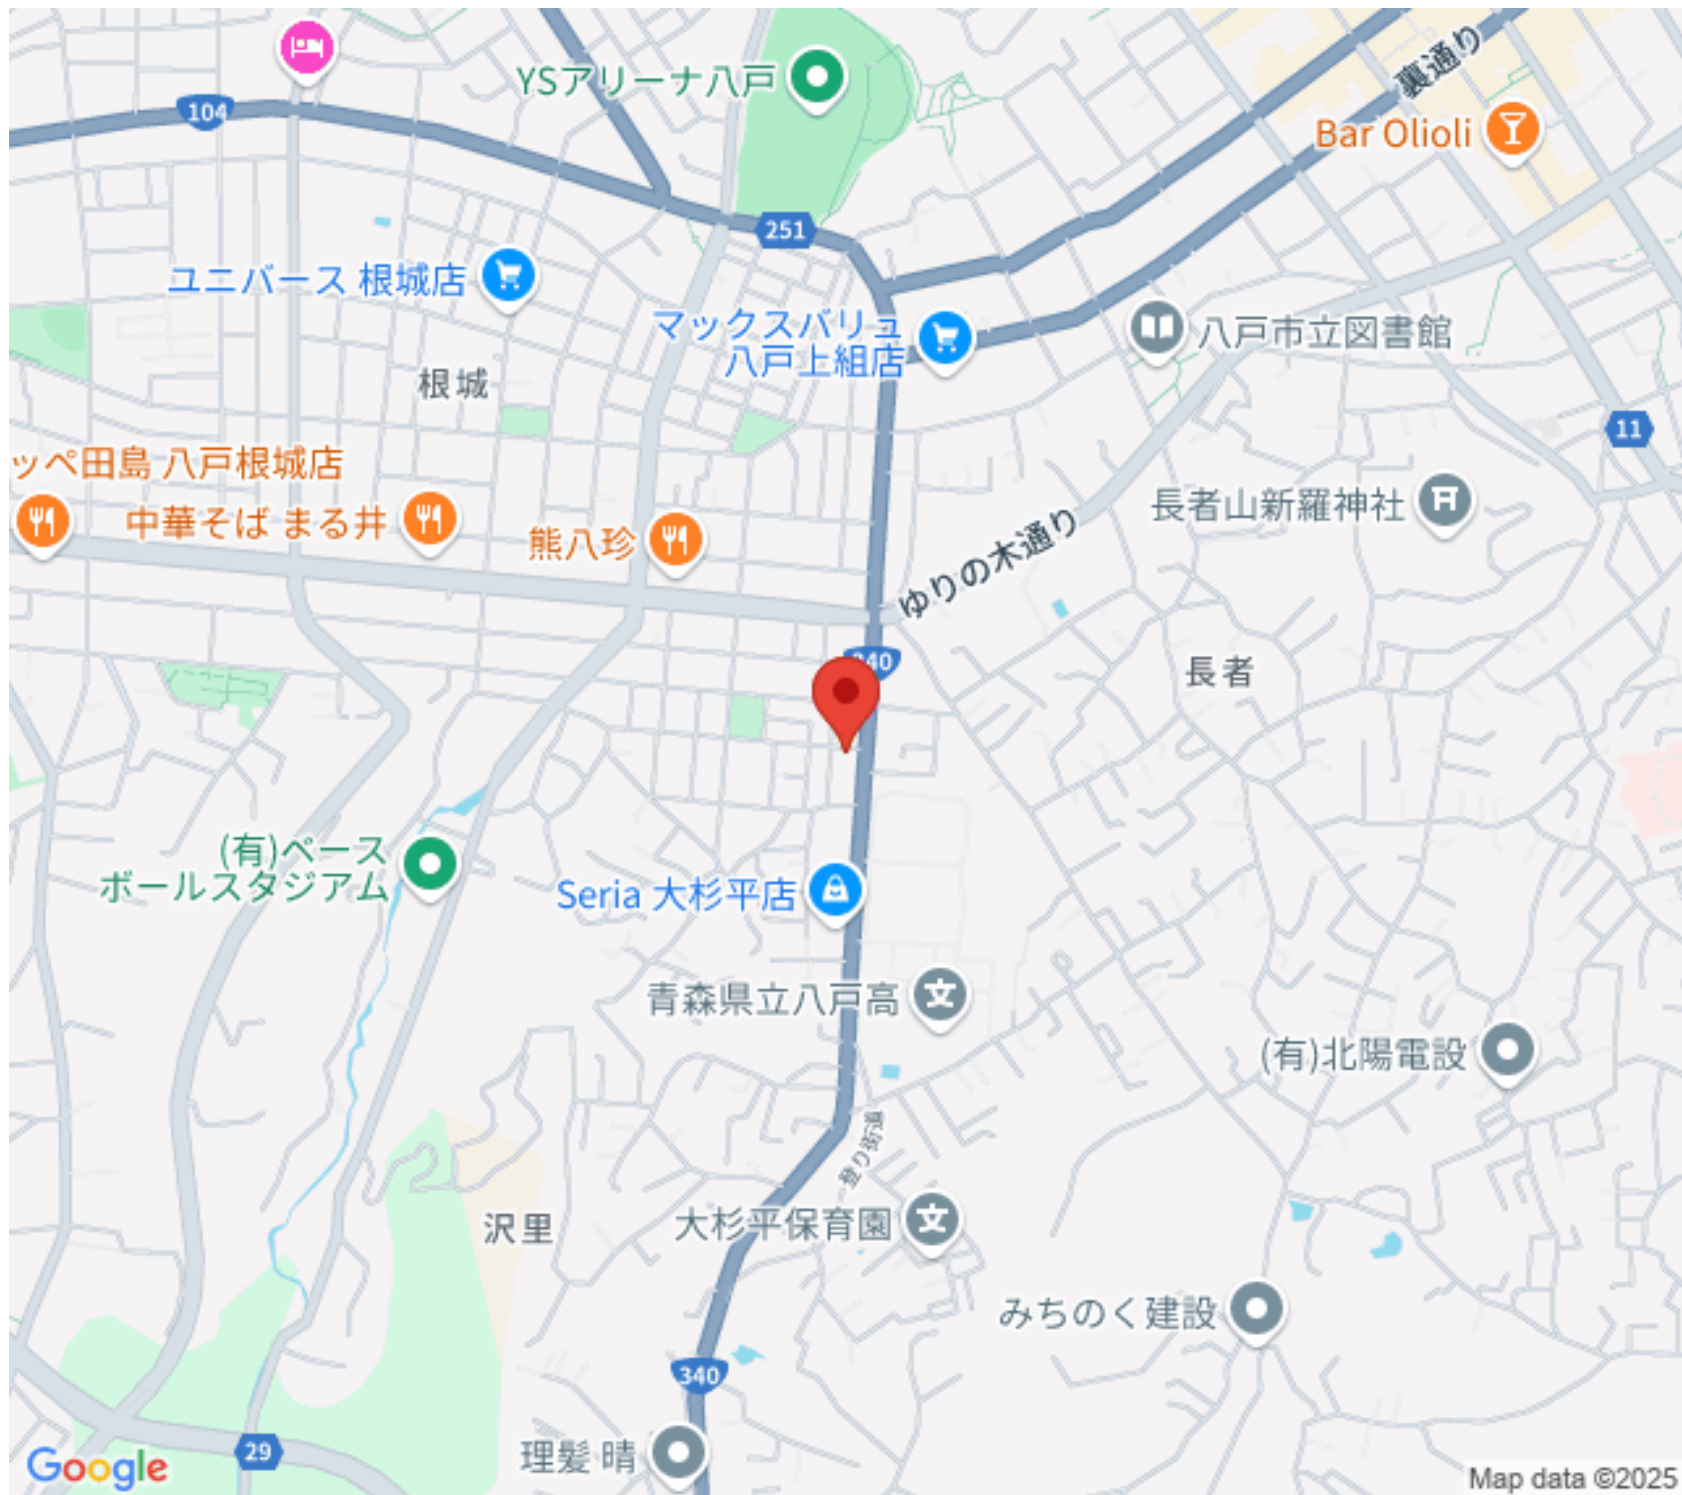 YSアリーナ八戸
裏通り
104
Bar Olioli
251
ユニバース 根城店
マックスバリュ
八戸上組店
八戸市立図書館
根城
11
ッペ田島 八戸根城店
長者山新羅神社
中華そば まる井
熊八珍
ゆりの木通り
340
長者
(有)ベース
ボールスタジアム
Seria 大杉平店
青森県立八戸高
(有)北陽電設
登り街道
沢里
大杉平保育園
みちのく建設
340
29
理髪 晴
Google
Map data ©2025